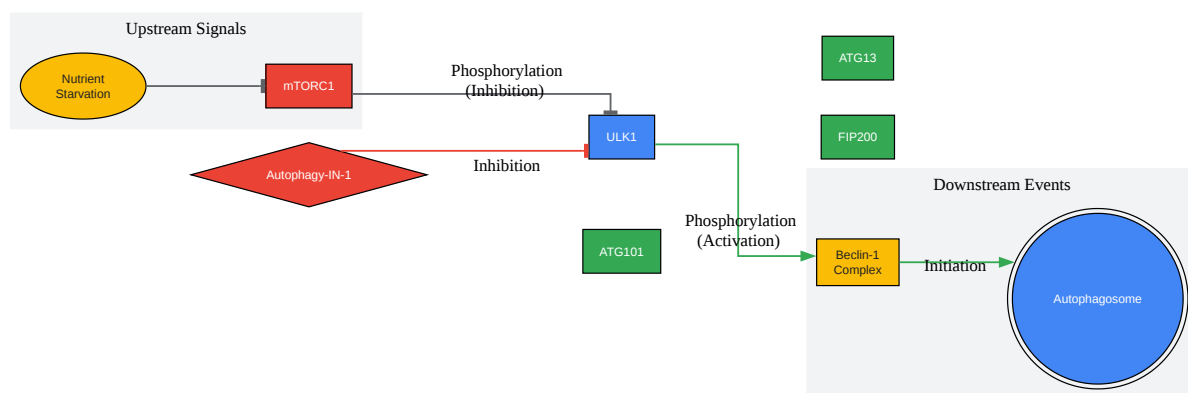 Upstream Signals
Nutrient
Starvation
mTORC1
Phosphorylation
(Inhibition)
ATG13
ULK1
FIP200
Autophagy-IN-1
Inhibition
Downstream Events
ATG101
Phosphorylation
(Activation)
Beclin-1
Complex
Initiation
Autophagosome